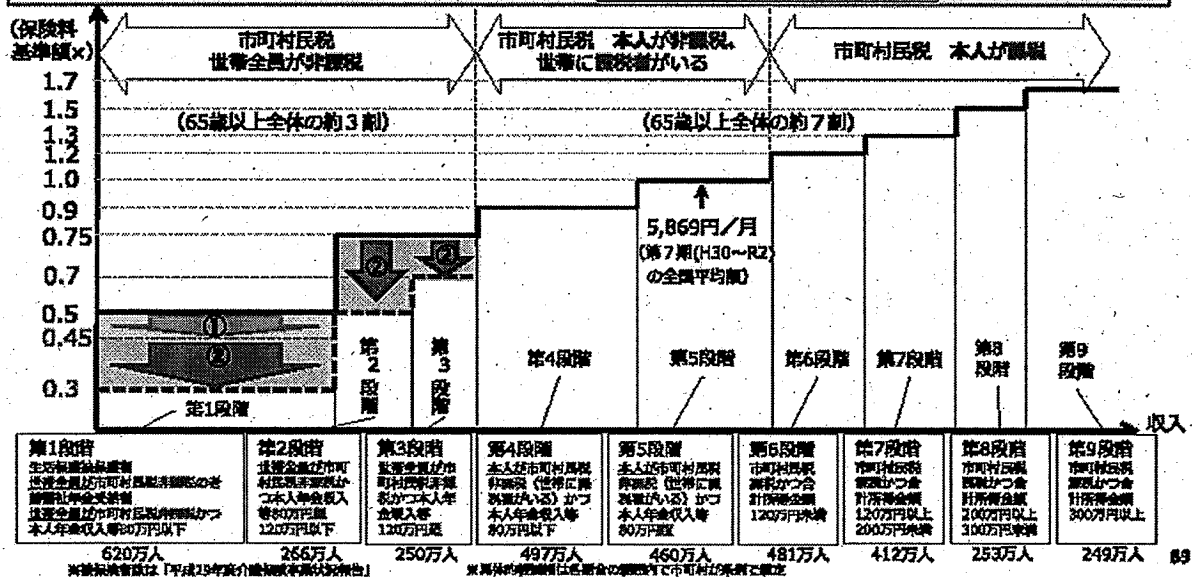 (保険料
基準額×)
市町村民税
世帯全員が非課税
市町村民税 本人が非課税、
世帯に課税者がいる
市町村民税 本人が課税
(65歳以上全体の約3割)
(65歳以上全体の約7割)
1.7
1.5
1.3
1.2
1.0
0.9
0.75
0.7
0.5
0.45
0.3
5,869円/月
(第7期(H30~R2)
の全国平均額)
①
②
②
②
第1段階
第2段階
第3段階
第4段階
第5段階
第6段階
第7段階
第8
段階
第9
段階
収入
第1段階
生活保護被保護者
世帯全員が市町村民税非課税の老
齢福祉年金受給者
世帯全員が市町村民税非課税かつ
本人年金収入等80万円以下
第2段階
世帯全員が市町
村民税非課税か
つ本人年金収入
等80万円超
120万円以下
第3段階
世帯全員が市
町村民税非課
税かつ本人年
金収入等
120万円超
第4段階
本人が市町村民税
非課税(世帯に課
税者がいる)かつ
本人年金収入等
80万円以下
第5段階
本人が市町村民税
非課税(世帯に課
税者がいる)かつ
本人年金収入等
80万円超
第6段階
市町村民税
課税かつ合
計所得金額
120万円未満
第7段階
市町村民税
課税かつ合
計所得金額
120万円以上
200万円未満
第8段階
市町村民税
課税かつ合
計所得金額
200万円以上
300万円未満
第9段階
市町村民税
課税かつ合
計所得金額
300万円以上
620万人
266万人
250万人
497万人
460万人
481万人
412万人
253万人
249万人
※被保険者数は「平成29年度介護保険事業状況報告」
※具体的軽減幅は各割合の範囲内で市町村が条例で規定
69